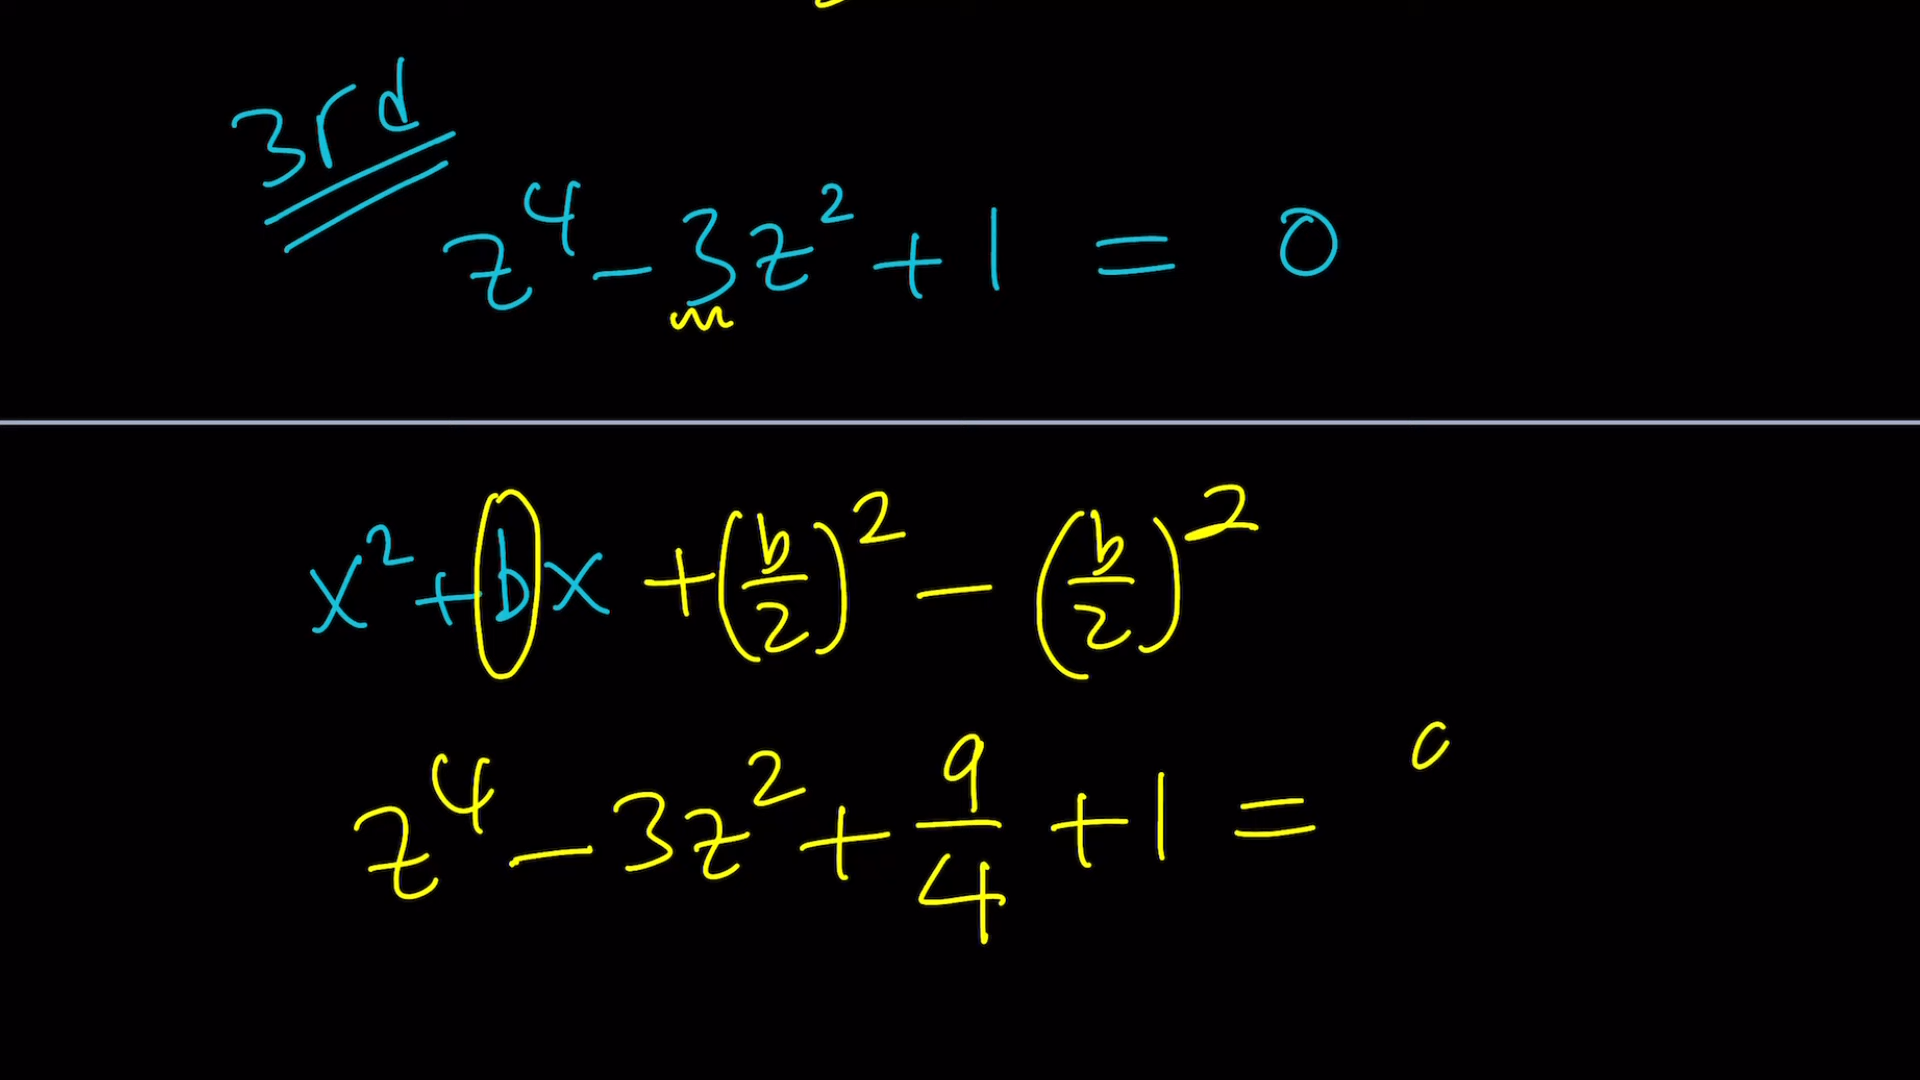 3rd
z⁴ - 3z² + 1 = 0
x² + bx + (b/2)² - (b/2)²
z⁴ - 3z² + 9/4 + 1 =